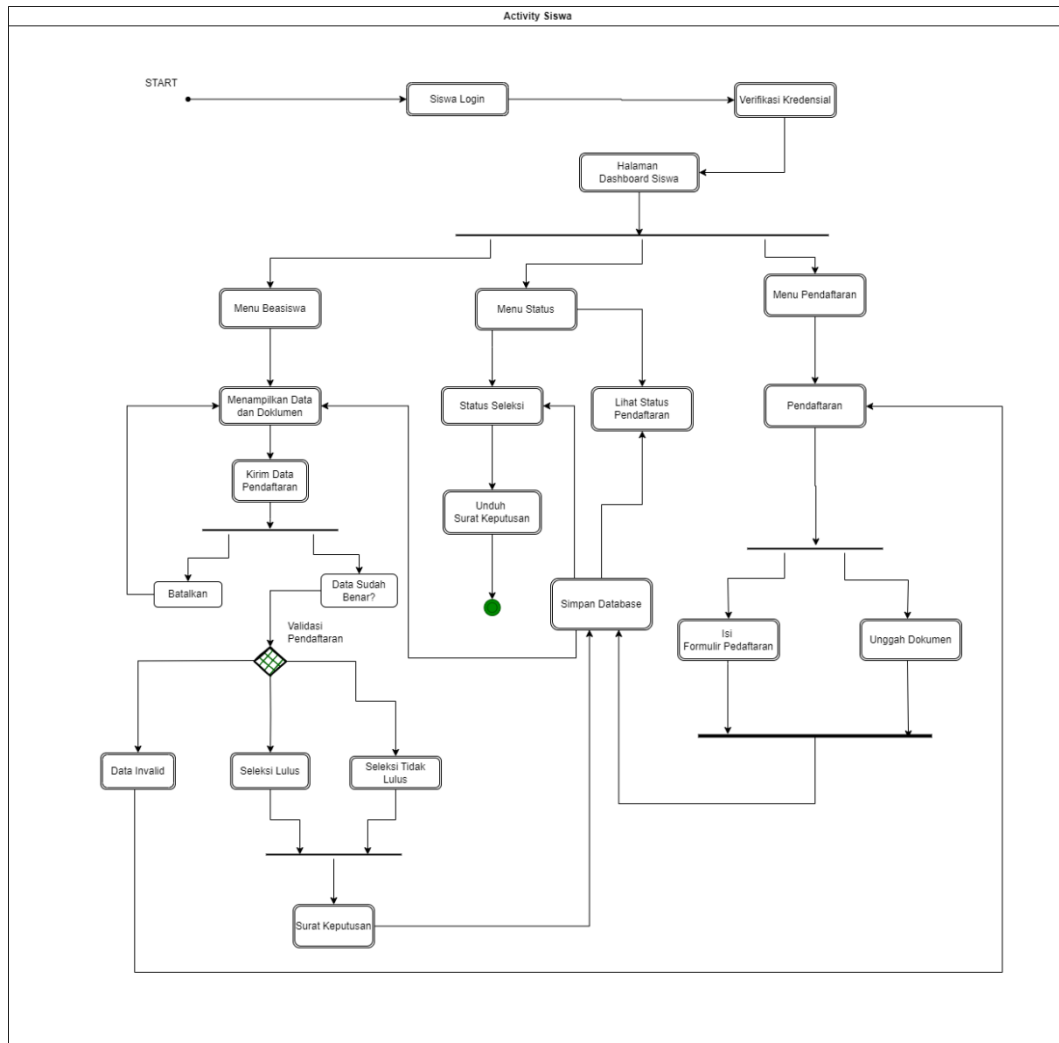 Activity Siswa
START
Siswa Login
Verifikasi Kredensial
Halaman
Dashboard Siswa
Menu Beasiswa
Menu Status
Menu Pendaftaran
Menampilkan Data
dan Doklumen
Status Seleksi
Lihat Status
Pendaftaran
Pendaftaran
Kirim Data
Pendaftaran
Unduh
Surat Keputusan
Batalkan
Data Sudah
Benar?
Simpan Database
Validasi
Pendaftaran
Isi
Formulir Pedaftaran
Unggah Dokumen
Data Invalid
Seleksi Lulus
Seleksi Tidak
Lulus
Surat Keputusan